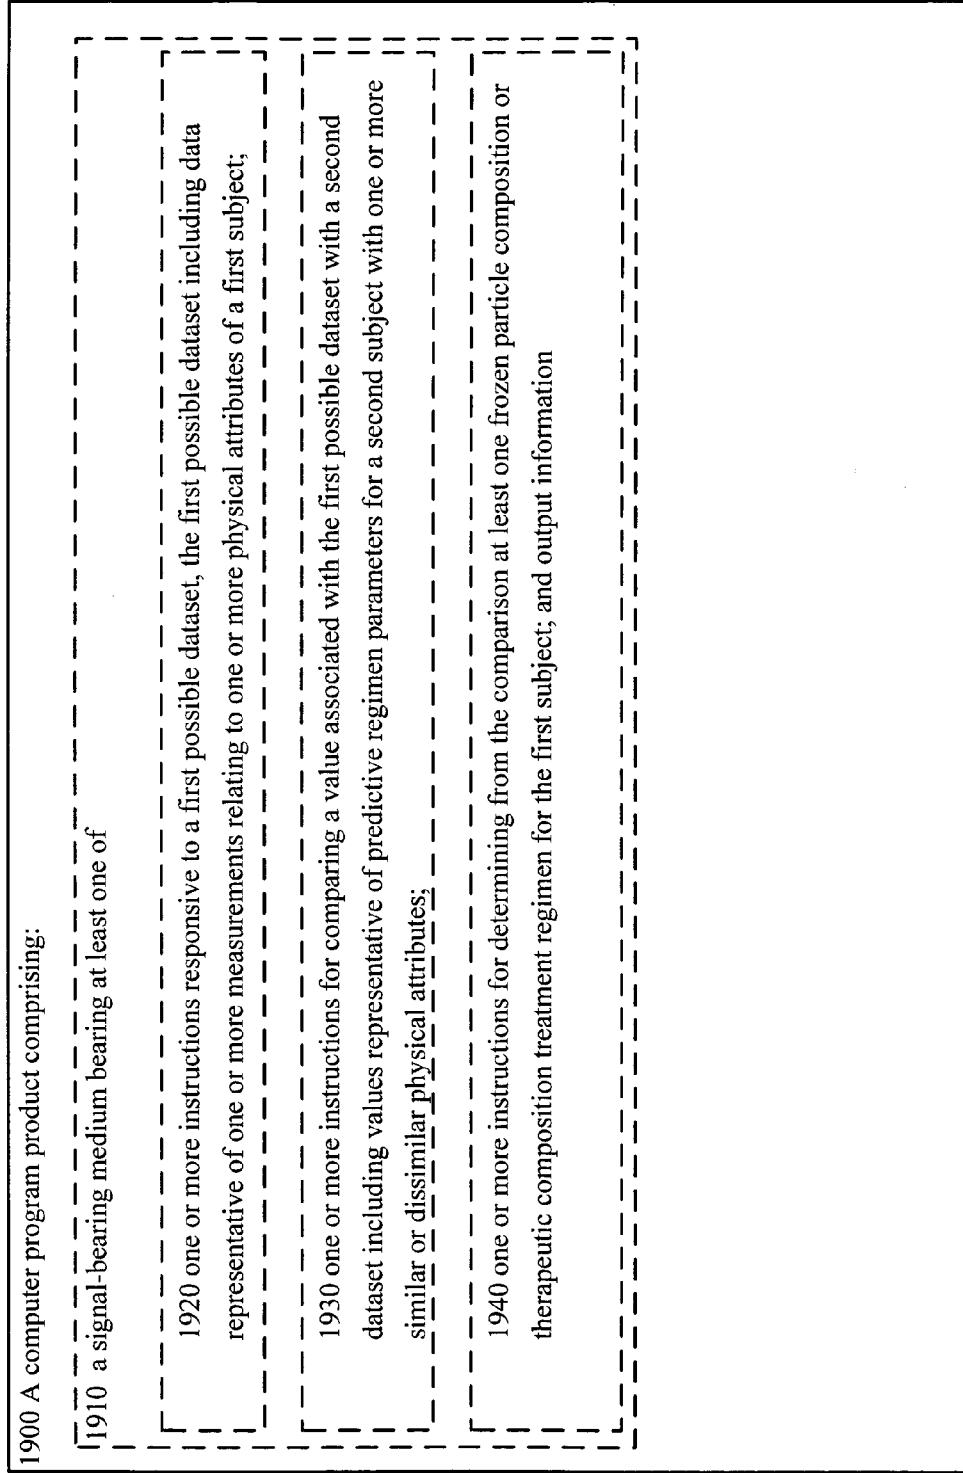 1900 A computer program product comprising:
1910 a signal-bearing medium bearing at least one of
1920 one or more instructions responsive to a first possible dataset, the first possible dataset including data
representative of one or more measurements relating to one or more physical attributes of a first subject;
1930 one or more instructions for comparing a value associated with the first possible dataset with a second
dataset including values representative of predictive regimen parameters for a second subject with one or more
similar or dissimilar physical attributes;
1940 one or more instructions for determining from the comparison at least one frozen particle composition or
therapeutic composition treatment regimen for the first subject; and output information